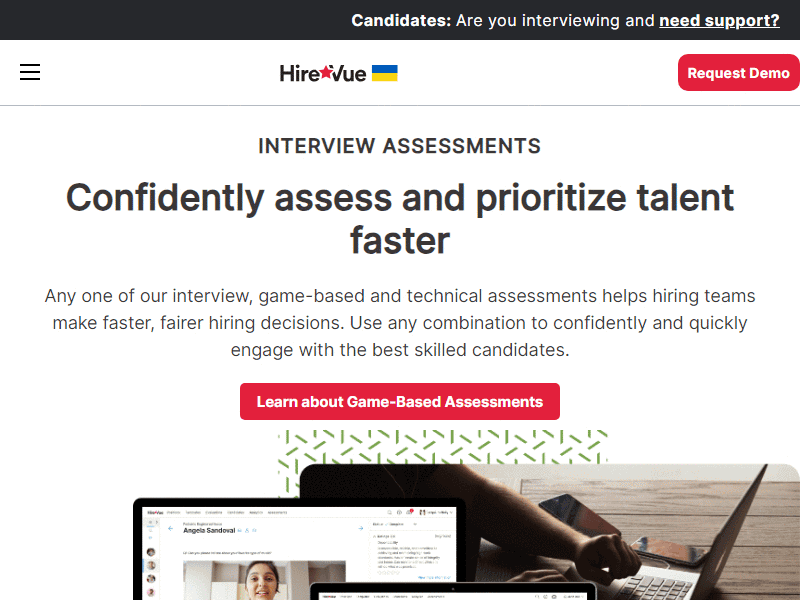 Candidates: Are you interviewing and need support?
HireVue
Request Demo
INTERVIEW ASSESSMENTS
Confidently assess and prioritize talent
faster
Any one of our interview, game-based and technical assessments helps hiring teams
make faster, fairer hiring decisions. Use any combination to confidently and quickly
engage with the best skilled candidates.
Learn about Game-Based Assessments
Angela Sandoval